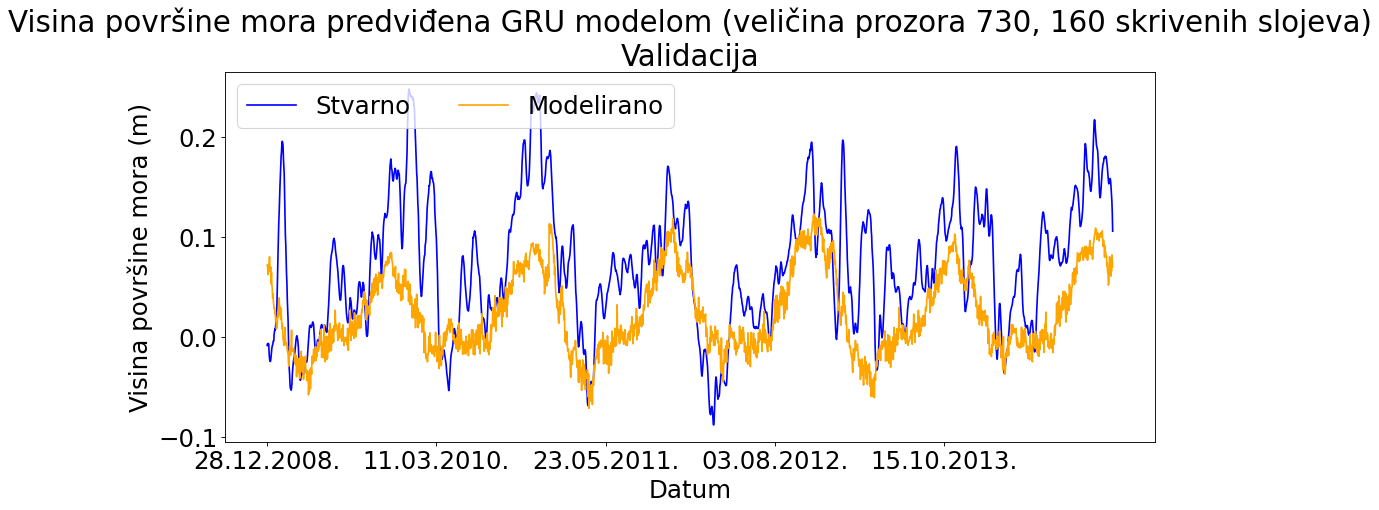 Visina površine mora predviđena GRU modelom (veličina prozora 730, 160 skrivenih slojeva)
Validacija
Stvarno
Modelirano
Visina površine mora (m)
0.2
0.1
0.0
−0.1
28.12.2008.
11.03.2010.
23.05.2011.
03.08.2012.
15.10.2013.
Datum